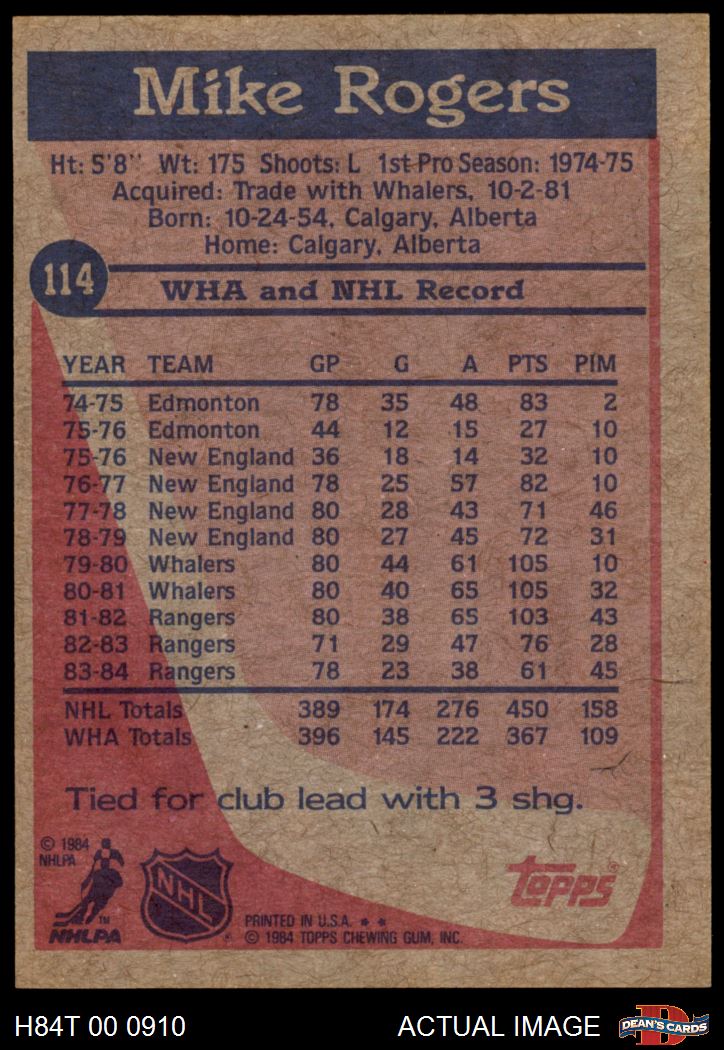 Mike Rogers
Ht: 5'8" Wt: 175 Shoots: L 1st Pro Season: 1974-75
Acquired: Trade with Whalers, 10-2-81
Born: 10-24-54, Calgary, Alberta
Home: Calgary, Alberta
114
WHA and NHL Record
YEAR TEAM GP G A PTS PIM
74-75 Edmonton 78 35 48 83 2
75-76 Edmonton 44 12 15 27 10
75-76 New England 36 18 14 32 10
76-77 New England 78 25 57 82 10
77-78 New England 80 28 43 71 46
78-79 New England 80 27 45 72 31
79-80 Whalers 80 44 61 105 10
80-81 Whalers 80 40 65 105 32
81-82 Rangers 80 38 65 103 43
82-83 Rangers 71 29 47 76 28
83-84 Rangers 78 23 38 61 45
NHL Totals 389 174 276 450 158
WHA Totals 396 145 222 367 109
Tied for club lead with 3 shg.
© 1984
NHLPA
TM
NHLPA
NHL
topps®
PRINTED IN U.S.A. * *
© 1984 TOPPS CHEWING GUM, INC.
H84T 00 0910 ACTUAL IMAGE
D
DEAN'S CARDS